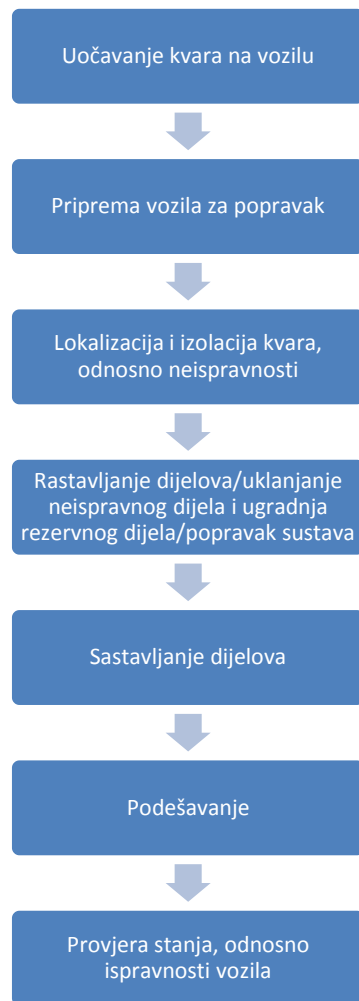 Uočavanje kvara na vozilu
Priprema vozila za popravak
Lokalizacija i izolacija kvara,
odnosno neispravnosti
Rastavljanje dijelova/uklanjanje
neispravnog dijela i ugradnja
rezervnog dijela/popravak sustava
Sastavljanje dijelova
Podešavanje
Provjera stanja, odnosno
ispravnosti vozila